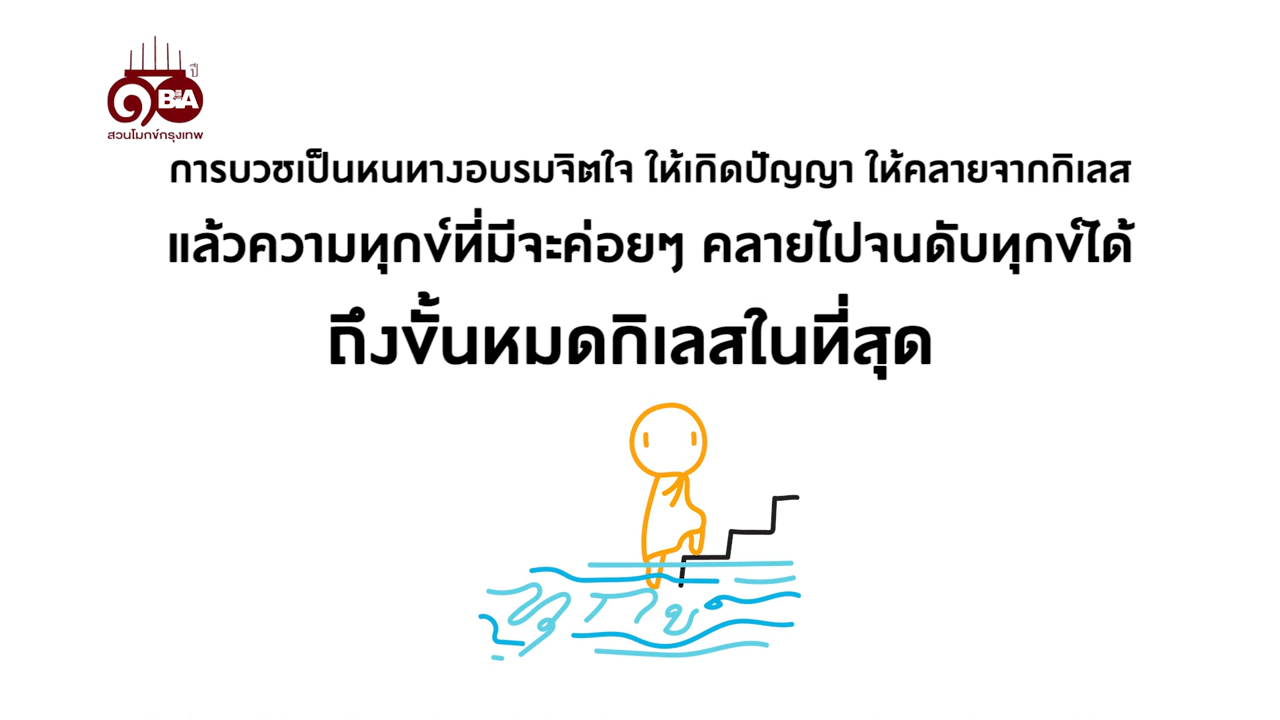 ๑๐ ปี
BIA
สวนโมกข์กรุงเทพ
การบวชเป็นหนทางอบรมจิตใจ ให้เกิดปัญญา ให้คลายจากกิเลส
แล้วความทุกข์ที่มีจะค่อยๆ คลายไปจนดับทุกข์ได้
ถึงขั้นหมดกิเลสในที่สุด